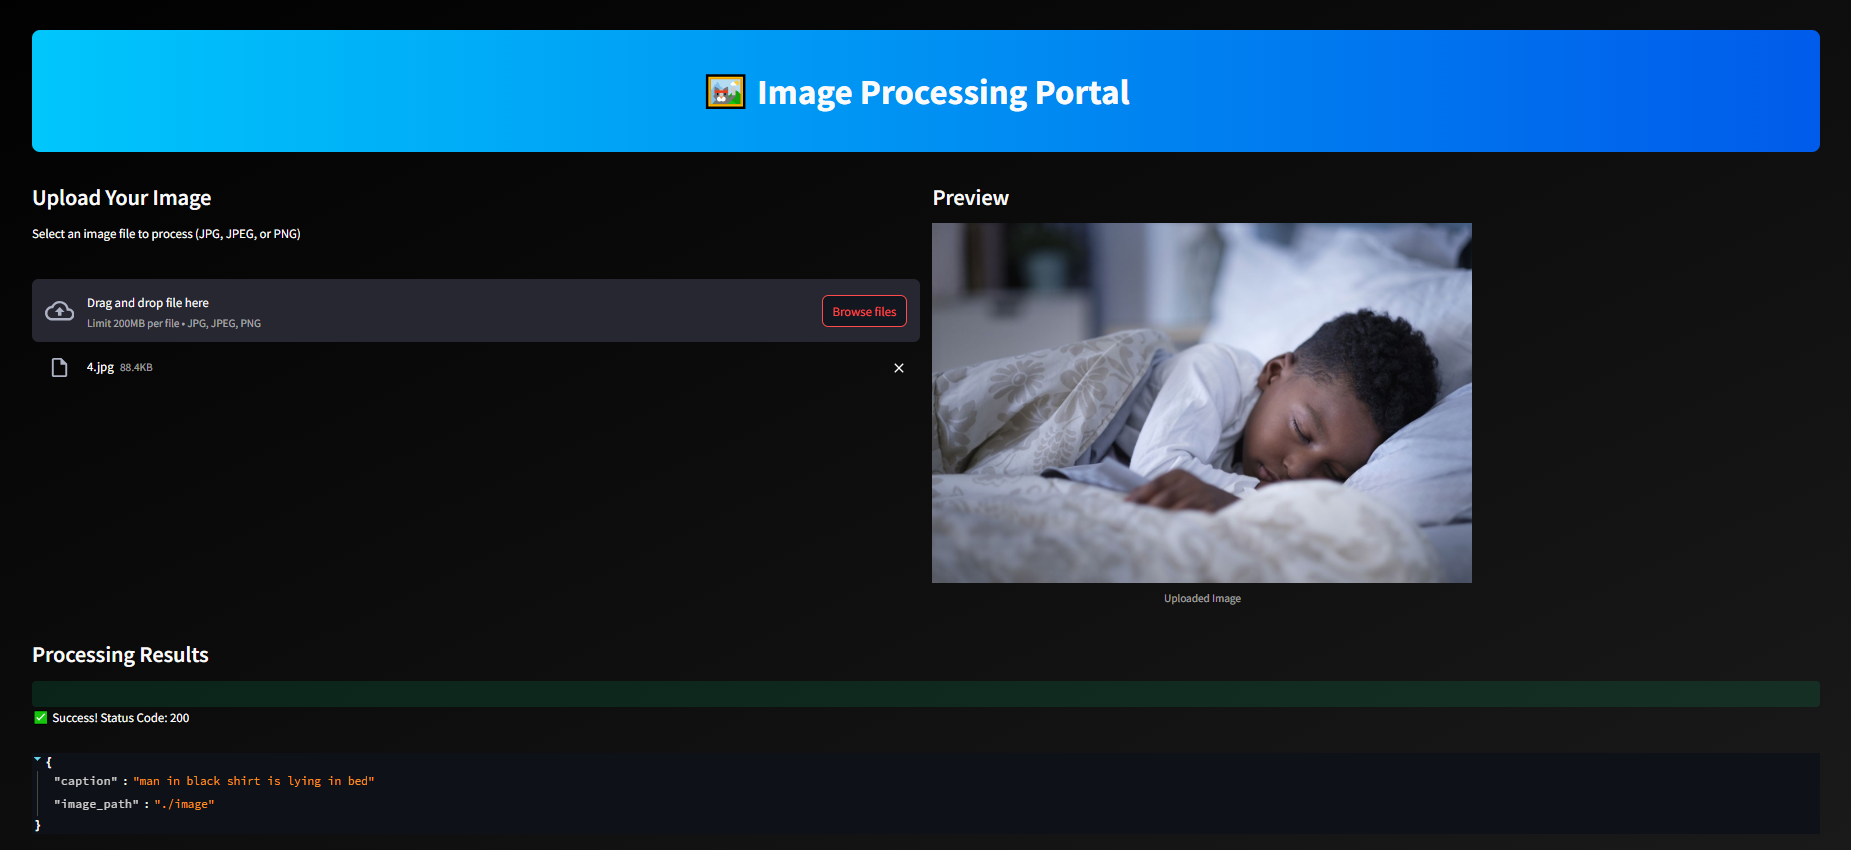 Image Processing Portal
Upload Your Image
Select an image file to process (JPG, JPEG, or PNG)
Drag and drop file here
Limit 200MB per file • JPG, JPEG, PNG
Browse files
4.jpg 88.4KB
Preview
Uploaded Image
Processing Results
Success! Status Code: 200
{
"caption" : "man in black shirt is lying in bed"
"image_path" : "./image"
}